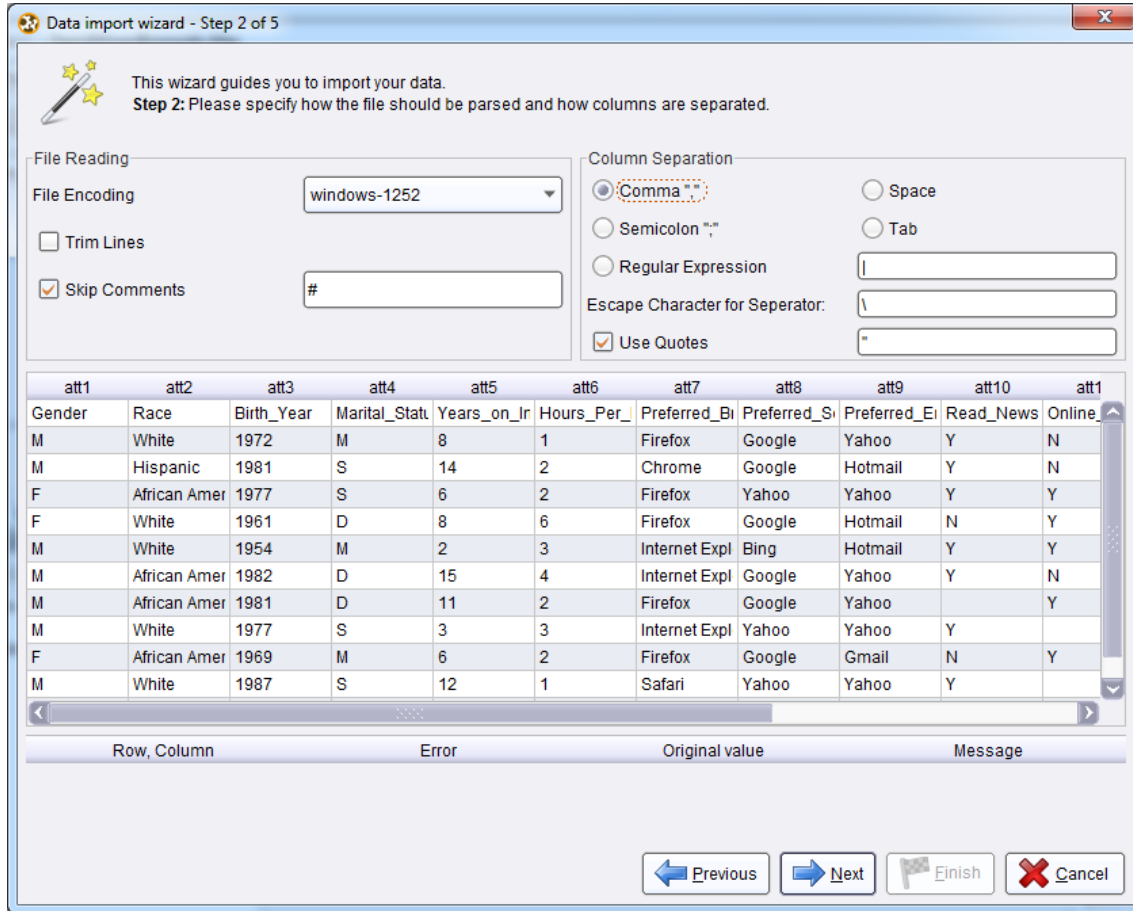 Data import wizard - Step 2 of 5
This wizard guides you to import your data.
Step 2: Please specify how the file should be parsed and how columns are separated.
File Reading
File Encoding windows-1252
Trim Lines
Skip Comments #
Column Separation
Comma "," Space
Semicolon ";" Tab
Regular Expression |
Escape Character for Seperator: \
Use Quotes "
att1 att2 att3 att4 att5 att6 att7 att8 att9 att10 att1
Gender Race Birth_Year Marital_Statu Years_on_In Hours_Per_ Preferred_Br Preferred_S Preferred_E Read_News Online_
M White 1972 M 8 1 Firefox Google Yahoo Y N
M Hispanic 1981 S 14 2 Chrome Google Hotmail Y N
F African Amer 1977 S 6 2 Firefox Yahoo Yahoo Y Y
F White 1961 D 8 6 Firefox Google Hotmail N Y
M White 1954 M 2 3 Internet Expl Bing Hotmail Y Y
M African Amer 1982 D 15 4 Internet Expl Google Yahoo Y N
M African Amer 1981 D 11 2 Firefox Google Yahoo Y
M White 1977 S 3 3 Internet Expl Yahoo Yahoo Y
F African Amer 1969 M 6 2 Firefox Google Gmail N Y
M White 1987 S 12 1 Safari Yahoo Yahoo Y
Row, Column Error Original value Message
Previous Next Finish Cancel